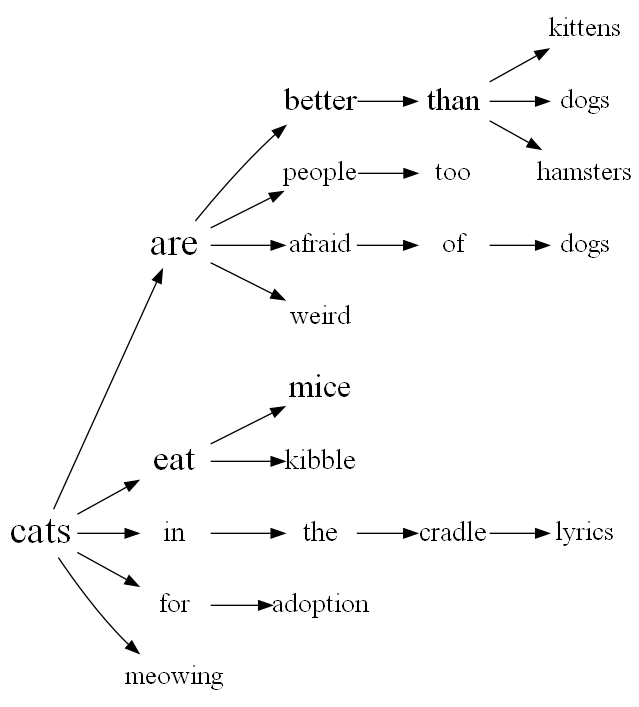 kittens
better than dogs
people too hamsters
are afraid of dogs
weird
mice
eat kibble
cats in the cradle lyrics
for adoption
meowing